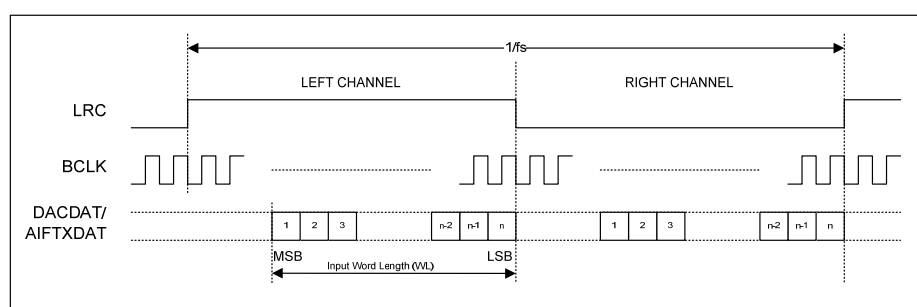 1/fs
LEFT CHANNEL RIGHT CHANNEL
LRC
BCLK
DACDAT/
AIFTXDAT
1 2 3 n-2 n-1 n 1 2 3 n-2 n-1 n
MSB LSB
Input Word Length (WL)